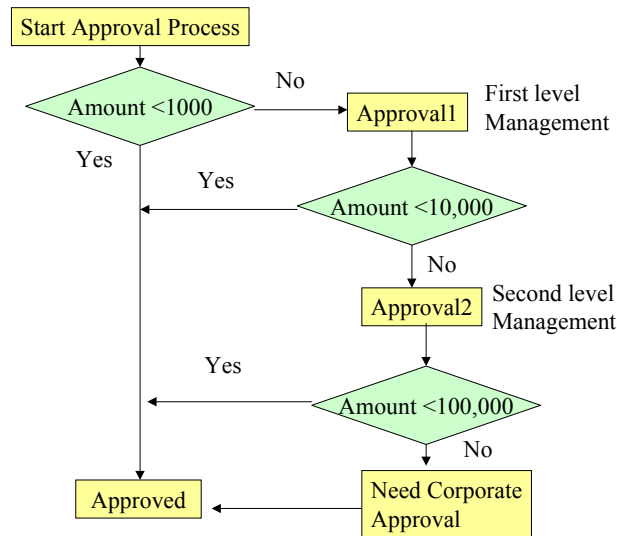 Start Approval Process
Amount <1000
No
Approval1
First level
Management
Yes
Yes
Amount <10,000
No
Approval2
Second level
Management
Yes
Amount <100,000
No
Approved
Need Corporate
Approval